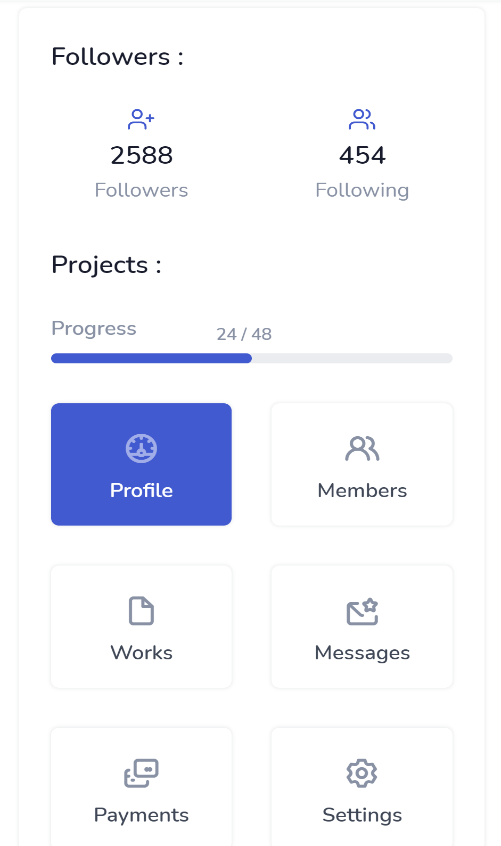 Followers :
2588 454
Followers Following
Projects :
Progress 24 / 48
Profile Members
Works Messages
Payments Settings